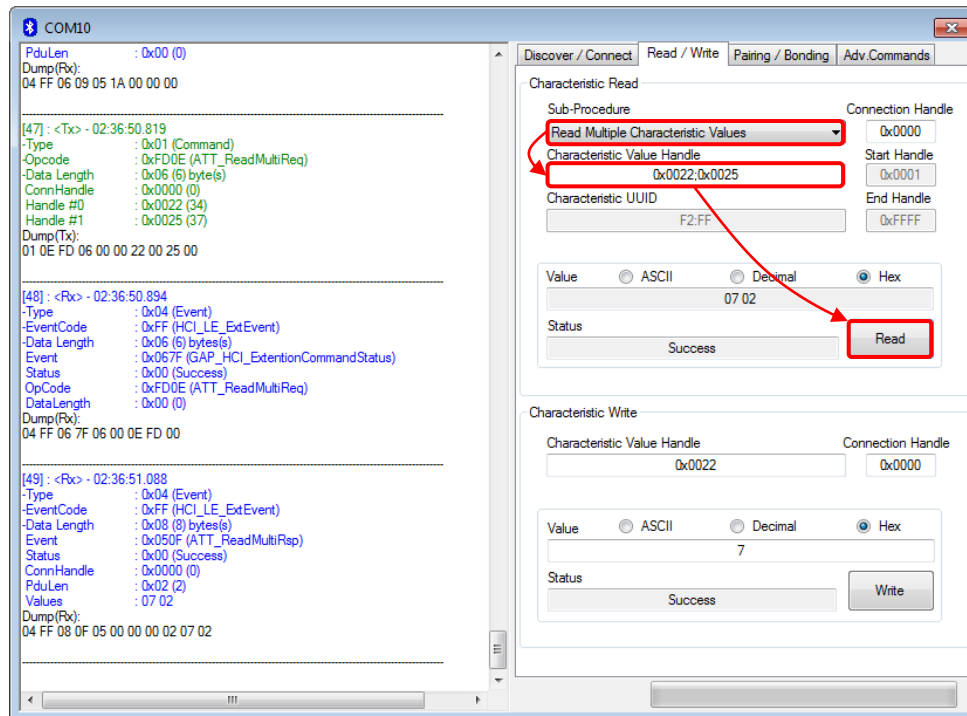 COM10
PduLen : 0x00 (0)
Dump(Rx):
04 FF 06 09 05 1A 00 00 00
[47] : <Tx> - 02:36:50.819
-Type : 0x01 (Command)
-Opcode : 0xFD0E (ATT_ReadMultiReq)
-Data Length : 0x06 (6) byte(s)
ConnHandle : 0x0000 (0)
Handle #0 : 0x0022 (34)
Handle #1 : 0x0025 (37)
Dump(Tx):
01 0E FD 06 00 00 22 00 25 00
[48] : <Rx> - 02:36:50.894
-Type : 0x04 (Event)
-EventCode : 0xFF (HCI_LE_ExtEvent)
-Data Length : 0x06 (6) bytes(s)
Event : 0x067F (GAP_HCI_ExtentionCommandStatus)
Status : 0x00 (Success)
OpCode : 0xFD0E (ATT_ReadMultiReq)
DataLength : 0x00 (0)
Dump(Rx):
04 FF 06 7F 06 00 0E FD 00
[49] : <Rx> - 02:36:51.088
-Type : 0x04 (Event)
-EventCode : 0xFF (HCI_LE_ExtEvent)
-Data Length : 0x08 (8) bytes(s)
Event : 0x050F (ATT_ReadMultiRsp)
Status : 0x00 (Success)
ConnHandle : 0x0000 (0)
PduLen : 0x02 (2)
Values : 07 02
Dump(Rx):
04 FF 08 0F 05 00 00 00 02 07 02
Discover / Connect Read / Write Pairing / Bonding Adv.Commands
Characteristic Read
Sub-Procedure Connection Handle
Read Multiple Characteristic Values 0x0000
Characteristic Value Handle Start Handle
0x0022;0x0025 0x0001
Characteristic UUID End Handle
F2:FF 0xFFFF
Value ASCII Decimal Hex
07 02
Status
Success Read
Characteristic Write
Characteristic Value Handle Connection Handle
0x0022 0x0000
Value ASCII Decimal Hex
7
Status
Success Write